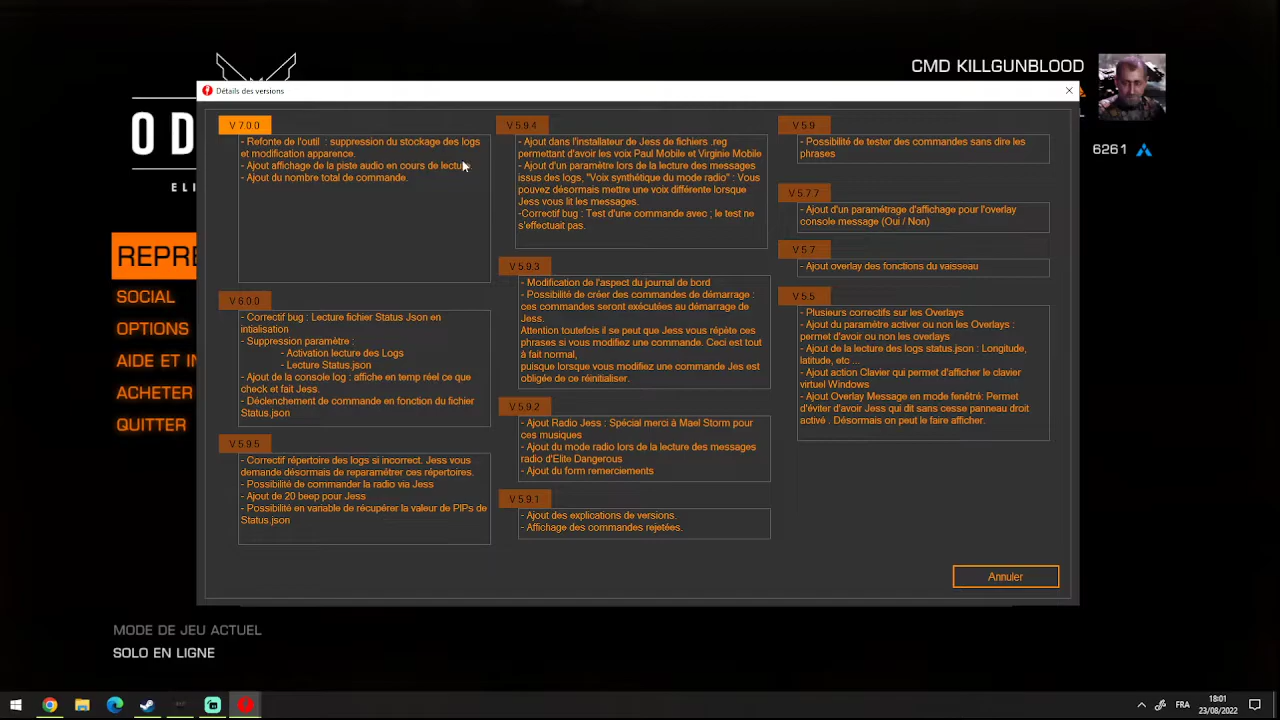 CMD KILLGUNBLOOD
6261
OD
ELI
REPRE
SOCIAL
OPTIONS
AIDE ET IN
ACHETER
QUITTER
MODE DE JEU ACTUEL
SOLO EN LIGNE
Détails des versions
V 7.0.0
- Refonte de l'outil : suppression du stockage des logs
et modification apparence.
- Ajout affichage de la piste audio en cours de lecture
- Ajout du nombre total de commande.
V 6.0.0
- Correctif bug : Lecture fichier Status Json en
intialisation
- Suppression paramètre :
- Activation lecture des Logs
- Lecture Status.json
- Ajout de la console log : affiche en temp réel ce que
check et fait Jess.
- Déclenchement de commande en fonction du fichier
Status.json
V 5.9.5
- Correctif répertoire des logs si incorrect. Jess vous
demande désormais de reparamétrer ces répertoires.
- Possibilité de commander la radio via Jess
- Ajout de 20 beep pour Jess
- Possibilité en variable de récupérer la valeur de PIPs de
Status.json
V 5.9.4
- Ajout dans l'installateur de Jess de fichiers .reg
permettant d'avoir les voix Paul Mobile et Virginie Mobile
- Ajout d'un paramètre lors de la lecture des messages
issus des logs, "Voix synthétique du mode radio" : Vous
pouvez désormais mettre une voix différente lorsque
Jess vous lit les messages.
-Correctif bug : Test d'une commande avec ; le test ne
s'effectuait pas.
V 5.9.3
- Modification de l'aspect du journal de bord
- Possibilité de créer des commandes de démarrage :
ces commandes seront exécutées au démarrage de
Jess.
Attention toutefois il se peut que Jess vous répète ces
phrases si vous modifiez une commande. Ceci est tout
à fait normal,
puisque lorsque vous modifiez une commande Jes est
obligée de ce réinitialiser.
V 5.9.2
- Ajout Radio Jess : Spécial merci à Mael Storm pour
ces musiques
- Ajout du mode radio lors de la lecture des messages
radio d'Elite Dangerous
- Ajout du form remerciements
V 5.9.1
- Ajout des explications de versions.
- Affichage des commandes rejetées.
V 5.9
- Possibilité de tester des commandes sans dire les
phrases
V 5.7.7
- Ajout d'un paramétrage d'affichage pour l'overlay
console message (Oui / Non)
V 5.7
- Ajout overlay des fonctions du vaisseau
V 5.5
- Plusieurs correctifs sur les Overlays
- Ajout du paramètre activer ou non les Overlays :
permet d'avoir ou non les overlays
- Ajout de la lecture des logs status.json : Longitude,
latitude, etc ...
- Ajout action Clavier qui permet d'afficher le clavier
virtuel Windows
- Ajout Overlay Message en mode fenêtré: Permet
d'éviter d'avoir Jess qui dit sans cesse panneau droit
activé . Désormais on peut le faire afficher.
Annuler
FRA
18:01
23/08/2022